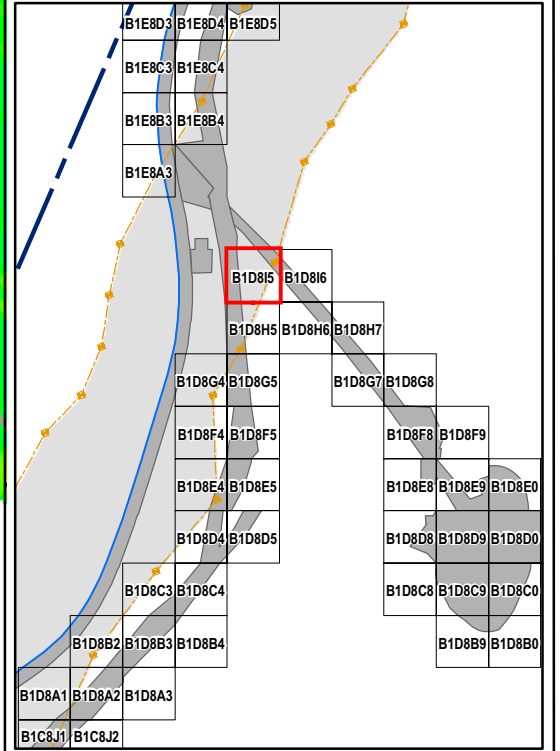 B1E8D3 B1E8D4 B1E8D5
B1E8C3 B1E8C4
B1E8B3 B1E8B4
B1E8A3
B1D8I5 B1D8I6
B1D8H5 B1D8H6 B1D8H7
B1D8G4 B1D8G5 B1D8G7 B1D8G8
B1D8F4 B1D8F5 B1D8F8 B1D8F9
B1D8E4 B1D8E5 B1D8E8 B1D8E9 B1D8E0
B1D8D4 B1D8D5 B1D8D8 B1D8D9 B1D8D0
B1D8C3 B1D8C4 B1D8C8 B1D8C9 B1D8C0
B1D8B2 B1D8B3 B1D8B4 B1D8B9 B1D8B0
B1D8A1 B1D8A2 B1D8A3
B1C8J1 B1C8J2